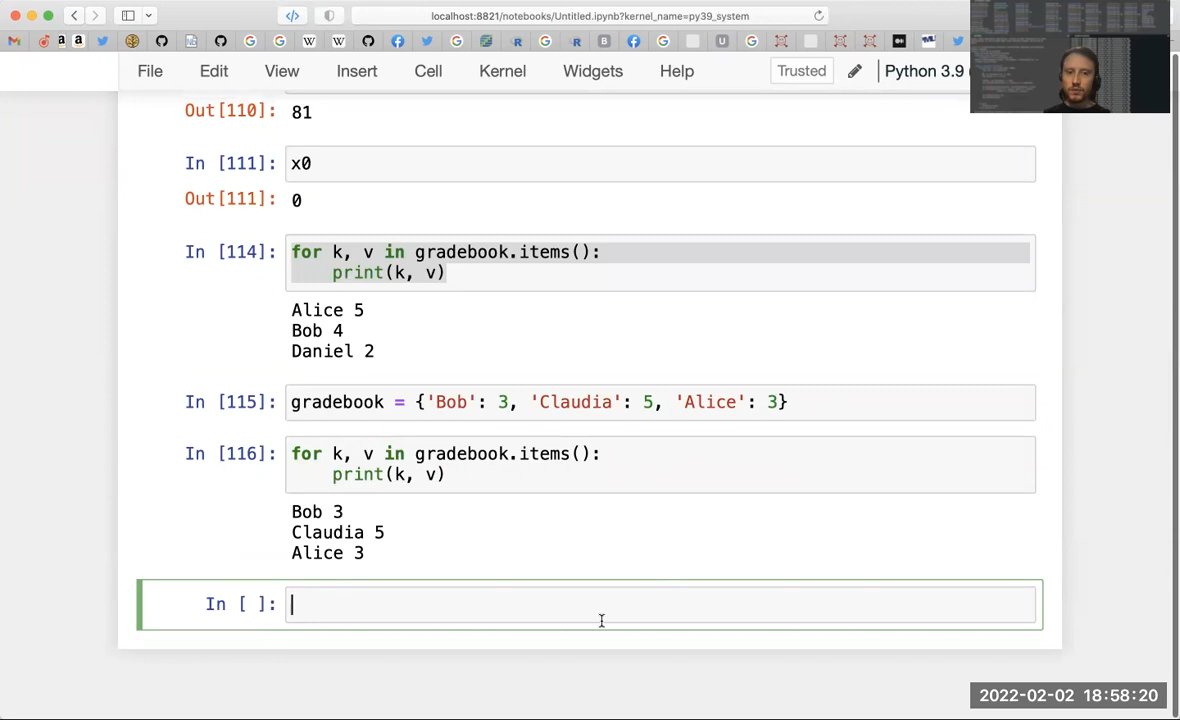 localhost:8821/notebooks/Untitled.ipynb?kernel_name=py39_system
File Edit View Insert Cell Kernel Widgets Help Trusted Python 3.9
Out[110]: 81
In [111]: x0
Out[111]: 0
In [114]: for k, v in gradebook.items():
print(k, v)
Alice 5
Bob 4
Daniel 2
In [115]: gradebook = {'Bob': 3, 'Claudia': 5, 'Alice': 3}
In [116]: for k, v in gradebook.items():
print(k, v)
Bob 3
Claudia 5
Alice 3
In [ ]:
2022-02-02 18:58:20